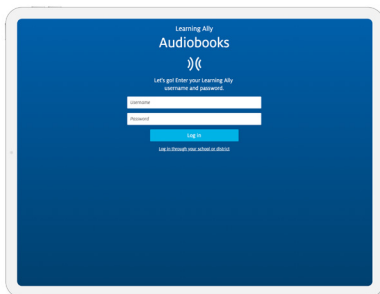 Learning Ally
Audiobooks
Let's go! Enter your Learning Ally
username and password.
username
Password
Log in
Log in through your school or district